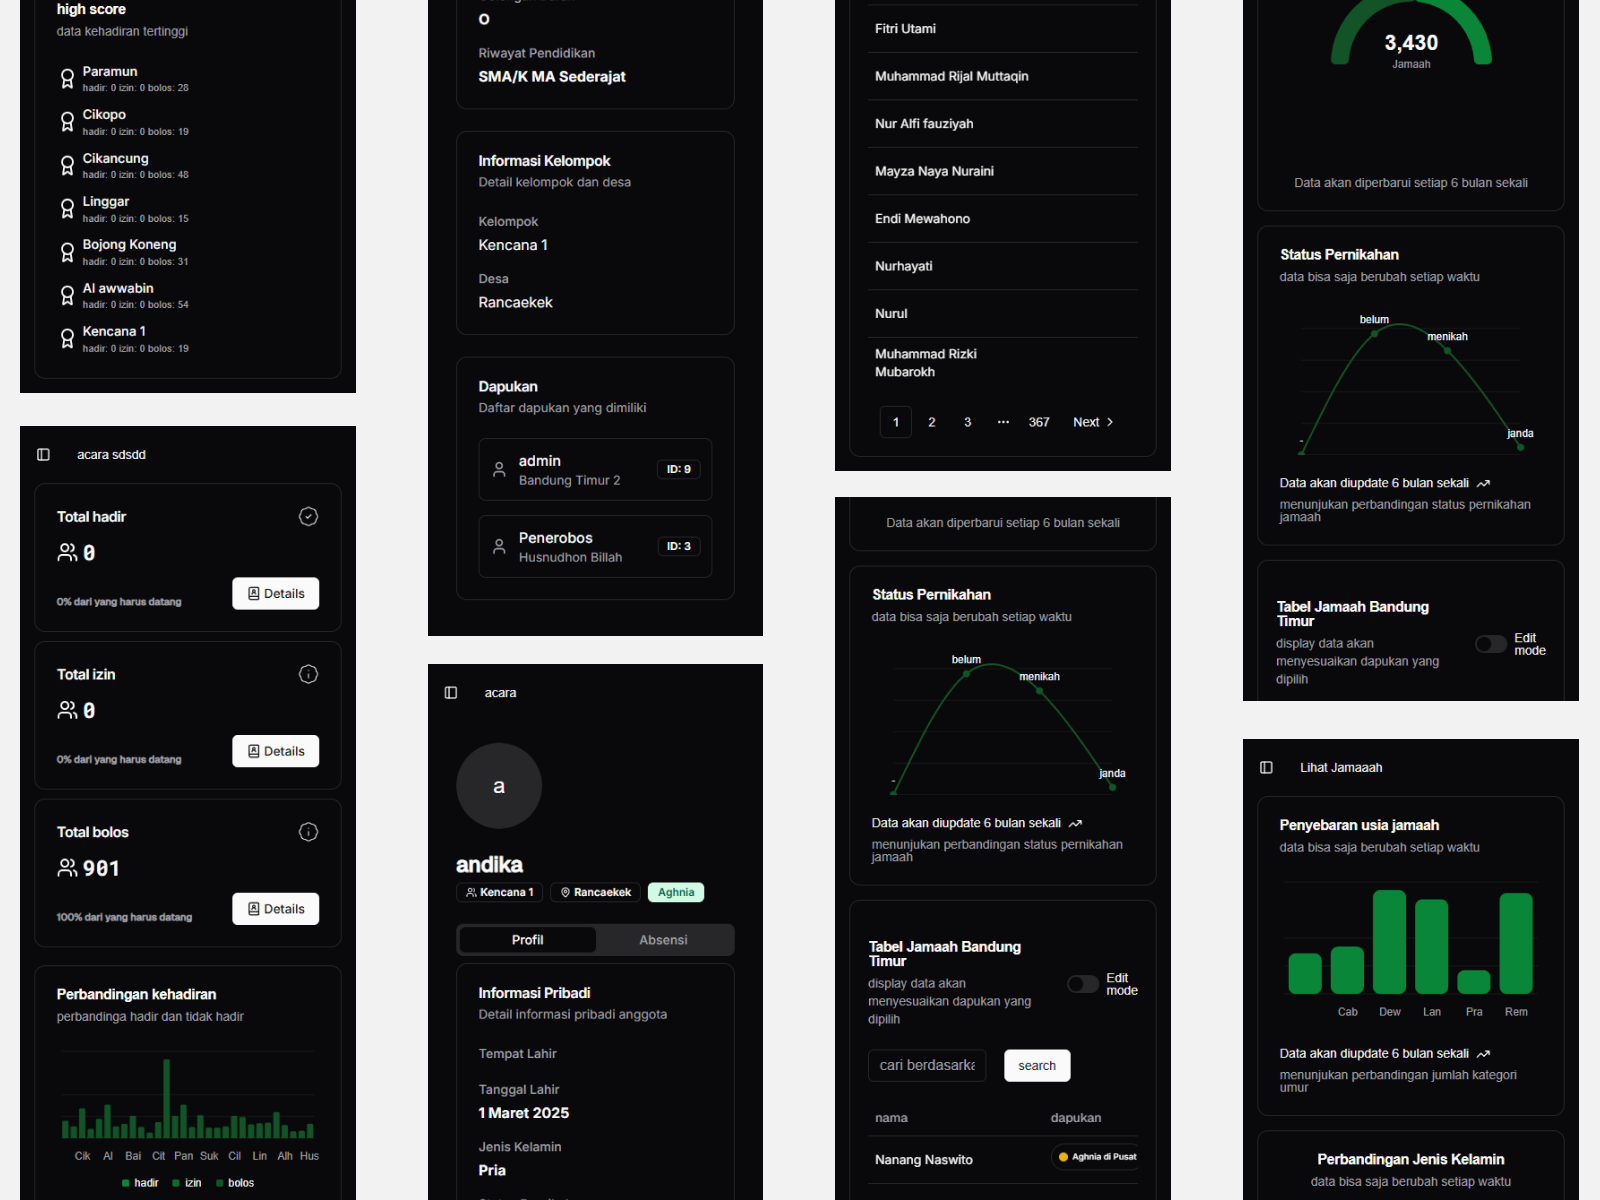 high score
data kehadiran tertinggi
Paramun
hadir: 0 izin: 0 bolos: 28
Cikopo
hadir: 0 izin: 0 bolos: 19
Cikancung
hadir: 0 izin: 0 bolos: 48
Linggar
hadir: 0 izin: 0 bolos: 15
Bojong Koneng
hadir: 0 izin: 0 bolos: 31
Al awwabin
hadir: 0 izin: 0 bolos: 54
Kencana 1
hadir: 0 izin: 0 bolos: 19
acara sdsdd
Total hadir
0
0% dari yang harus datang
Details
Total izin
0
0% dari yang harus datang
Details
Total bolos
901
100% dari yang harus datang
Details
Perbandingan kehadiran
perbandinga hadir dan tidak hadir
Cik Al Bai Cit Pan Suk Cil Lin Alh Hus
hadir izin bolos
O
Riwayat Pendidikan
SMA/K MA Sederajat
Informasi Kelompok
Detail kelompok dan desa
Kelompok
Kencana 1
Desa
Rancaekek
Dapukan
Daftar dapukan yang dimiliki
admin
Bandung Timur 2
ID: 9
Penerobos
Husnudhon Billah
ID: 3
acara
a
andika
Kencana 1 Rancaekek Aghnia
Profil Absensi
Informasi Pribadi
Detail informasi pribadi anggota
Tempat Lahir
Tanggal Lahir
1 Maret 2025
Jenis Kelamin
Pria
Fitri Utami
Muhammad Rijal Muttaqin
Nur Alfi fauziyah
Mayza Naya Nuraini
Endi Mewahono
Nurhayati
Nurul
Muhammad Rizki
Mubarokh
1 2 3 ... 367 Next
Data akan diperbarui setiap 6 bulan sekali
Status Pernikahan
data bisa saja berubah setiap waktu
belum
menikah
janda
-
Data akan diupdate 6 bulan sekali
menunjukan perbandingan status pernikahan
jamaah
Tabel Jamaah Bandung
Timur
display data akan
menyesuaikan dapukan yang
dipilih
Edit
mode
cari berdasarka
search
nama dapukan
Nanang Naswito
Aghnia di Pusat
3,430
Jamaah
Data akan diperbarui setiap 6 bulan sekali
Status Pernikahan
data bisa saja berubah setiap waktu
belum
menikah
janda
-
Data akan diupdate 6 bulan sekali
menunjukan perbandingan status pernikahan
jamaah
Tabel Jamaah Bandung
Timur
display data akan
menyesuaikan dapukan yang
dipilih
Edit
mode
Lihat Jamaaah
Penyebaran usia jamaah
data bisa saja berubah setiap waktu
Cab Dew Lan Pra Rem
Data akan diupdate 6 bulan sekali
menunjukan perbandingan jumlah kategori
umur
Perbandingan Jenis Kelamin
data bisa saja berubah setiap waktu